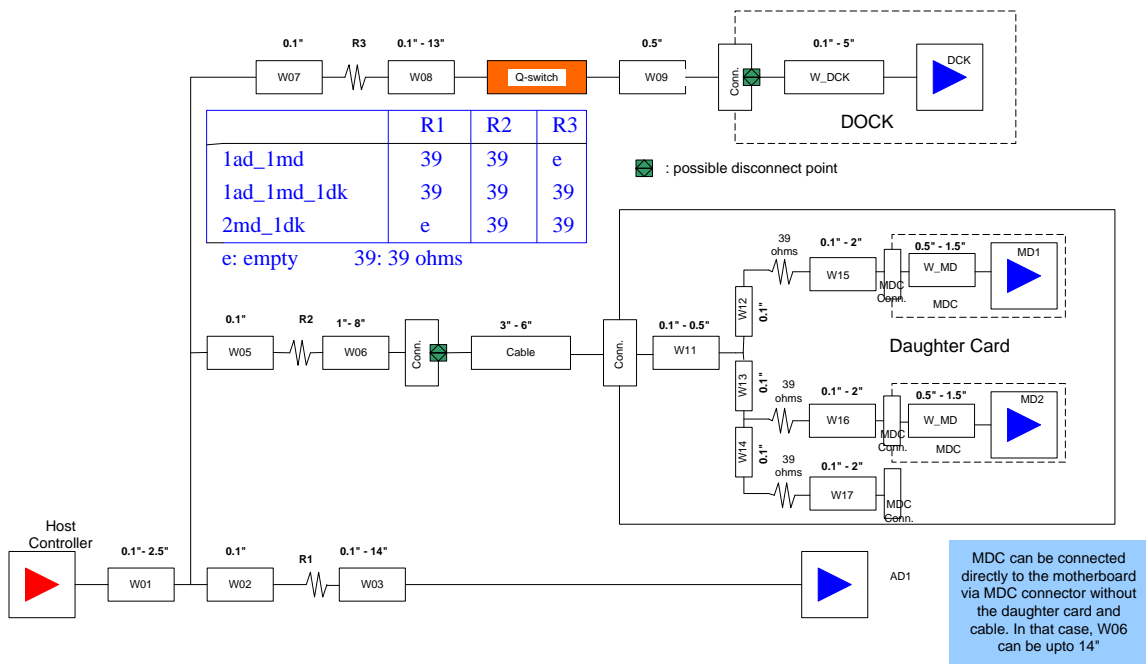 0.1" R3 0.1" - 13" 0.5" 0.1" - 5"
W07 W08 Q-switch W09 Conn. W_DCK DCK
DOCK
R1 R2 R3
1ad_1md 39 39 e
1ad_1md_1dk 39 39 39
2md_1dk e 39 39
e: empty 39: 39 ohms
: possible disconnect point
39
ohms
0.1" - 2" 0.5" - 1.5"
W15 MDC
Conn. W_MD MD1
MDC
W12 0.1"
0.1" R2 1"- 8" 3" - 6" 0.1" - 0.5"
W05 W06 Conn. Cable Conn. W11
Daughter Card
W13 0.1"
39
ohms
0.1" - 2" 0.5" - 1.5"
W16 MDC
Conn. W_MD MD2
MDC
W14 0.1"
39
ohms
0.1" - 2"
W17 MDC
Conn.
Host
Controller
0.1"- 2.5" 0.1" R1 0.1" - 14"
W01 W02 W03 AD1
MDC can be connected
directly to the motherboard
via MDC connector without
the daughter card and
cable. In that case, W06
can be upto 14"